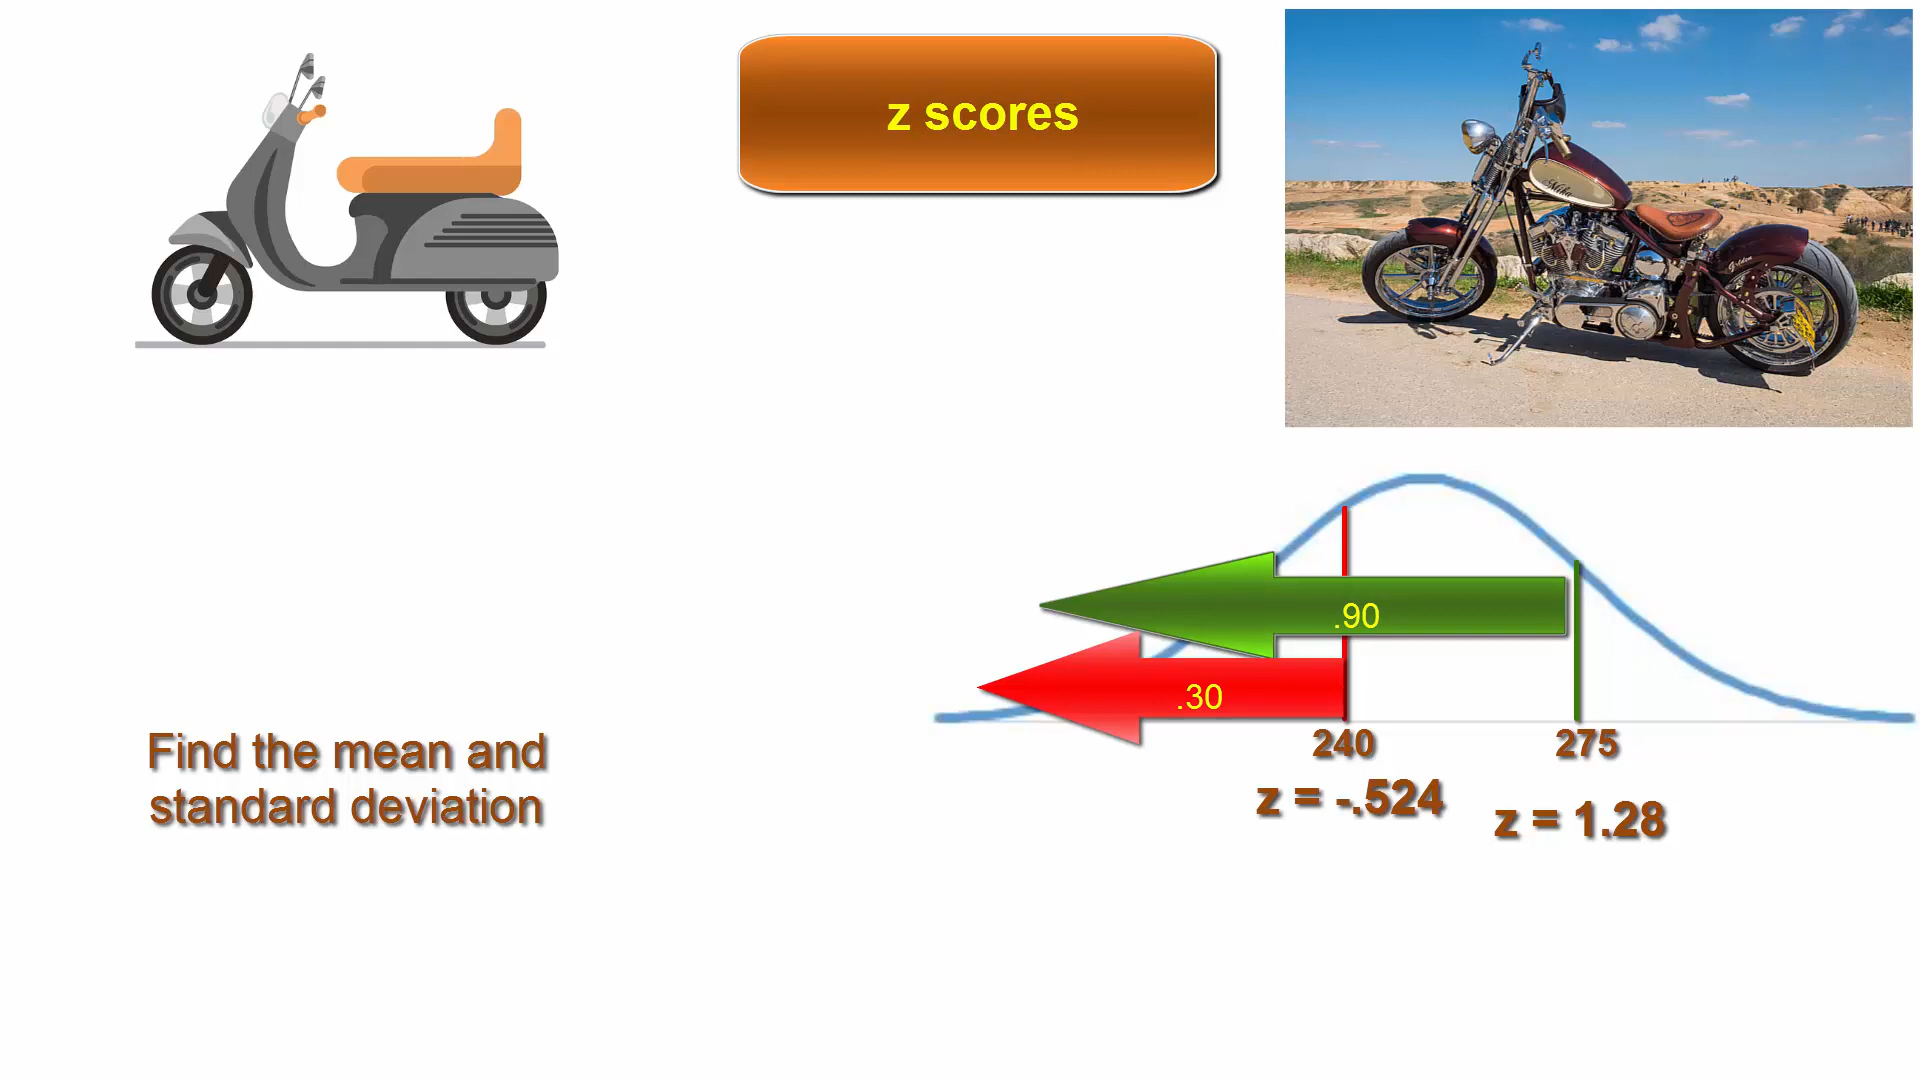 z scores
.90
.30
240
275
z = -.524
z = 1.28
Find the mean and
standard deviation